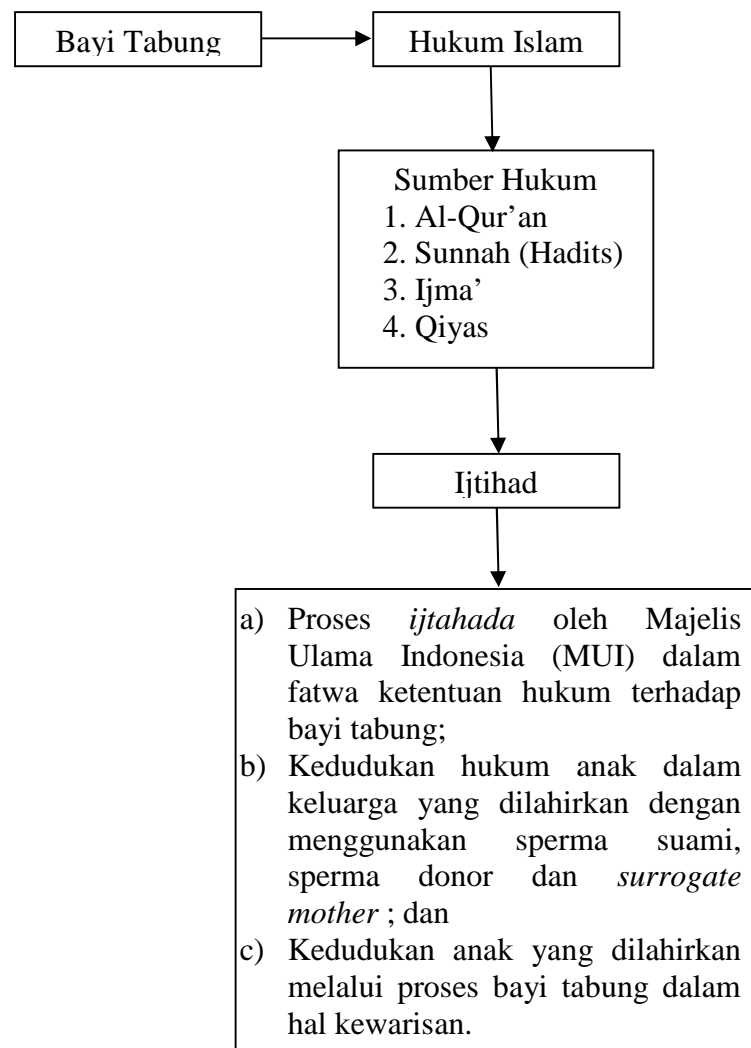 Bayi Tabung
Hukum Islam
Sumber Hukum
1. Al-Qur’an
2. Sunnah (Hadits)
3. Ijma’
4. Qiyas
Ijtihad
a) Proses ijtahada oleh Majelis
Ulama Indonesia (MUI) dalam
fatwa ketentuan hukum terhadap
bayi tabung;
b) Kedudukan hukum anak dalam
keluarga yang dilahirkan dengan
menggunakan sperma suami,
sperma donor dan surrogate
mother ; dan
c) Kedudukan anak yang dilahirkan
melalui proses bayi tabung dalam
hal kewarisan.